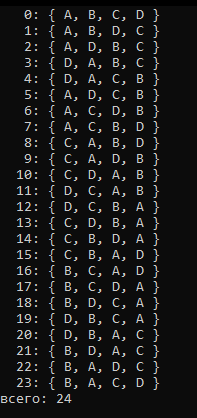 0: { A, B, C, D }
1: { A, B, D, C }
2: { A, D, B, C }
3: { D, A, B, C }
4: { D, A, C, B }
5: { A, D, C, B }
6: { A, C, D, B }
7: { A, C, B, D }
8: { C, A, B, D }
9: { C, A, D, B }
10: { C, D, A, B }
11: { D, C, A, B }
12: { D, C, B, A }
13: { C, D, B, A }
14: { C, B, D, A }
15: { C, B, A, D }
16: { B, C, A, D }
17: { B, C, D, A }
18: { B, D, C, A }
19: { D, B, C, A }
20: { D, B, A, C }
21: { B, D, A, C }
22: { B, A, D, C }
23: { B, A, C, D }
всего: 24